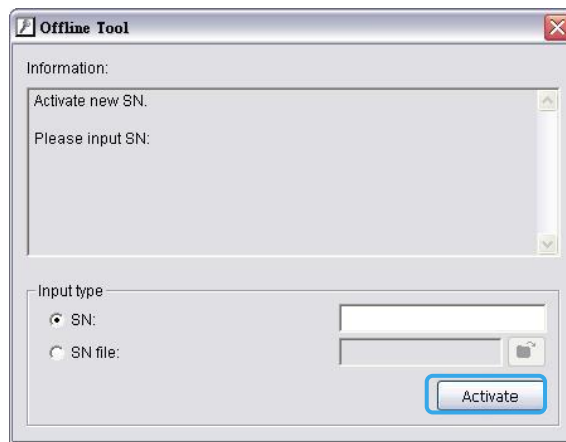 Offline Tool
Information:
Activate new SN.
Please input SN:
Input type
SN:
SN file:
Activate